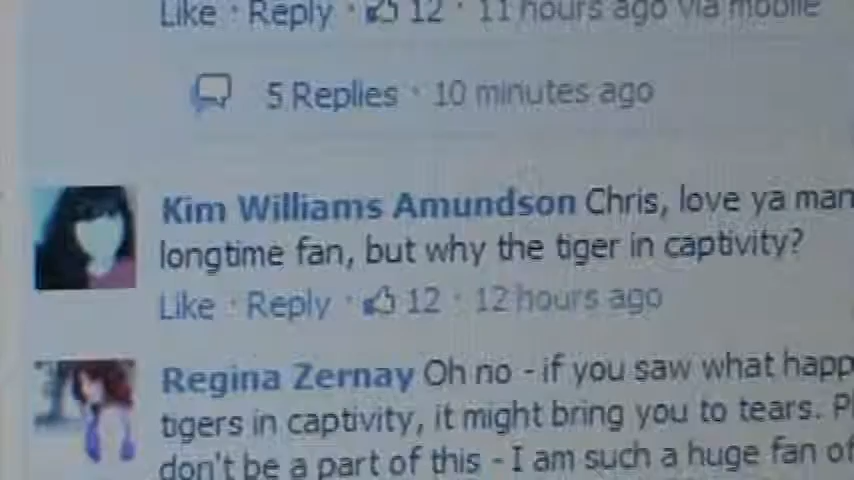 Like · Reply · 12 · 11 hours ago via mobile
5 Replies · 10 minutes ago
Kim Williams Amundson Chris, love ya man
longtime fan, but why the tiger in captivity?
Like · Reply · 12 · 12 hours ago
Regina Zernay Oh no - if you saw what happ
tigers in captivity, it might bring you to tears. Pl
don't be a part of this - I am such a huge fan of